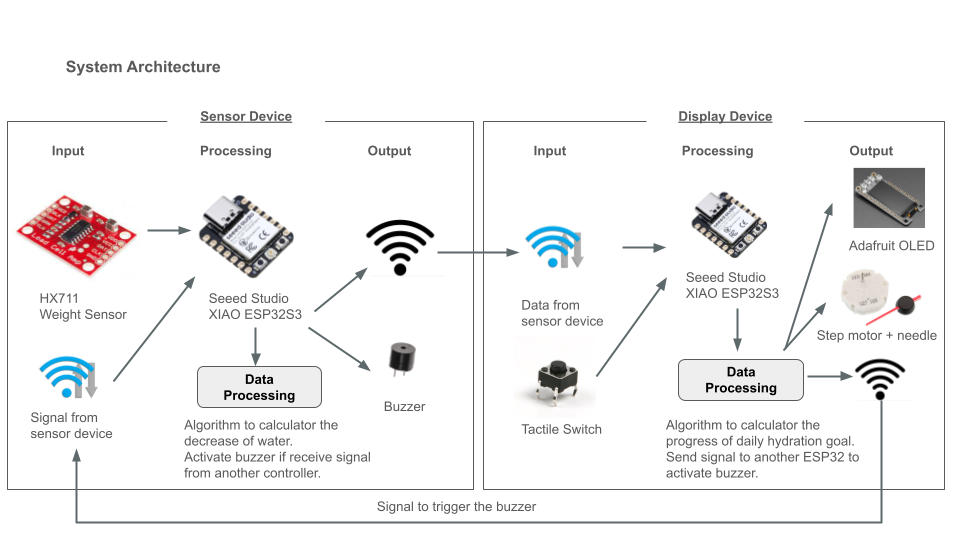 System Architecture
Sensor Device
Input
Processing
Output
HX711
Weight Sensor
Seeed Studio
XIAO ESP32S3
Signal from
sensor device
Data
Processing
Buzzer
Algorithm to calculator the
decrease of water.
Activate buzzer if receive signal
from another controller.
Display Device
Input
Processing
Output
Adafruit OLED
Data from
sensor device
Seeed Studio
XIAO ESP32S3
Step motor + needle
Tactile Switch
Data
Processing
Algorithm to calculator the
progress of daily hydration goal.
Send signal to another ESP32 to
activate buzzer.
Signal to trigger the buzzer